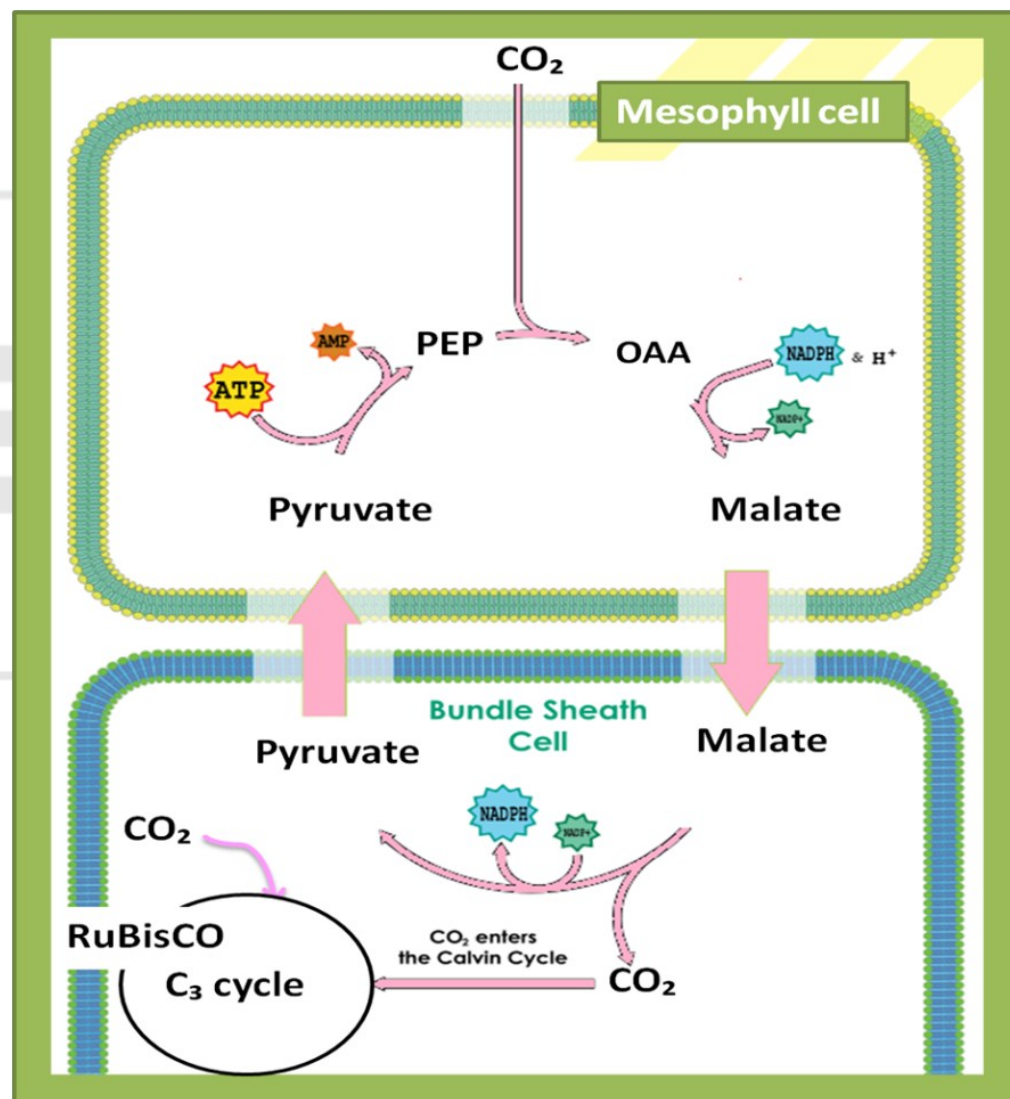 CO₂
Mesophyll cell
AMP
PEP
OAA
NADPH & H⁺
ATP
NADP+
Pyruvate
Malate
Bundle Sheath
Cell
Pyruvate
Malate
NADPH
NADP+
CO₂
RuBisCO
CO₂ enters
the Calvin Cycle
C₃ cycle
CO₂